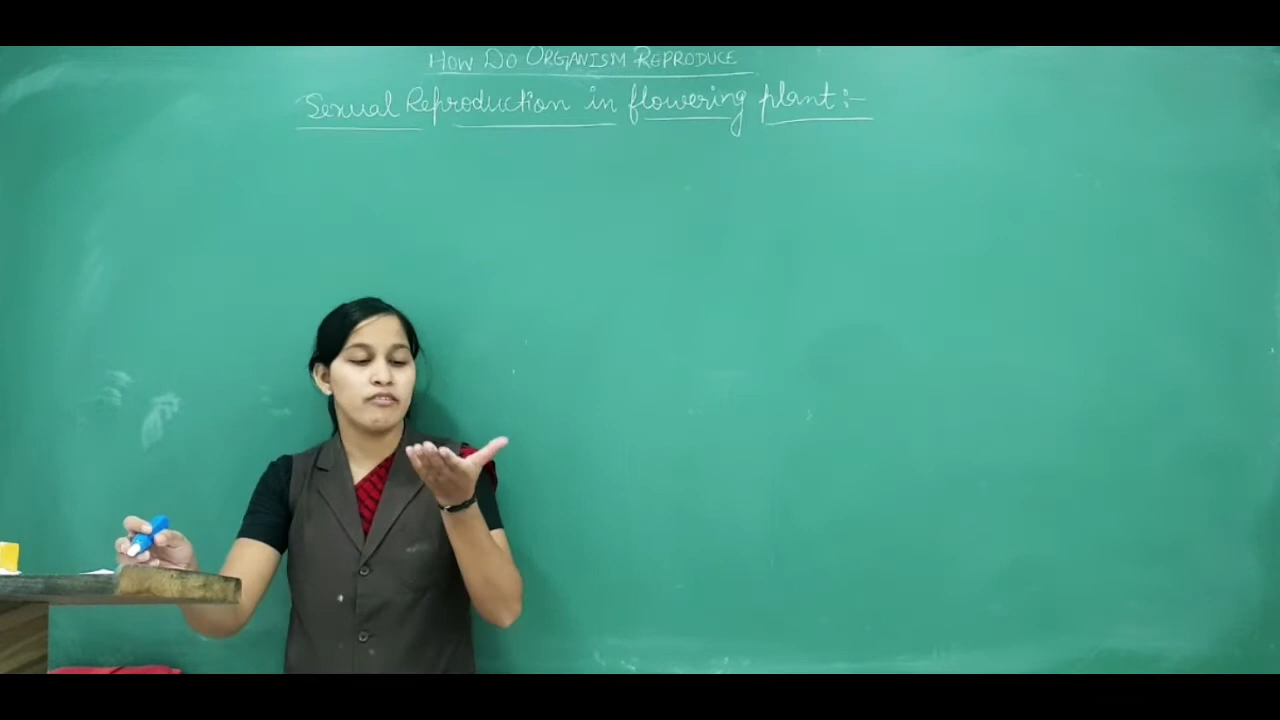 HOW DO ORGANISM REPRODUCE
Sexual Reproduction in flowering plant:-